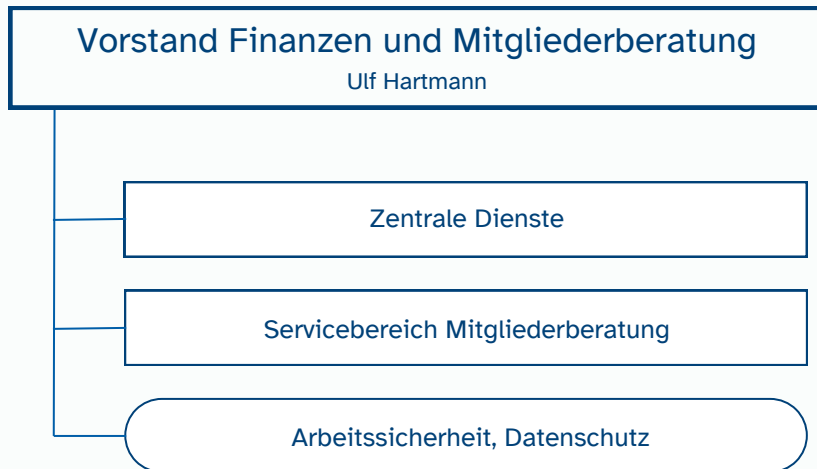 Vorstand Finanzen und Mitgliederberatung
Ulf Hartmann
Zentrale Dienste
Servicebereich Mitgliederberatung
Arbeitssicherheit, Datenschutz